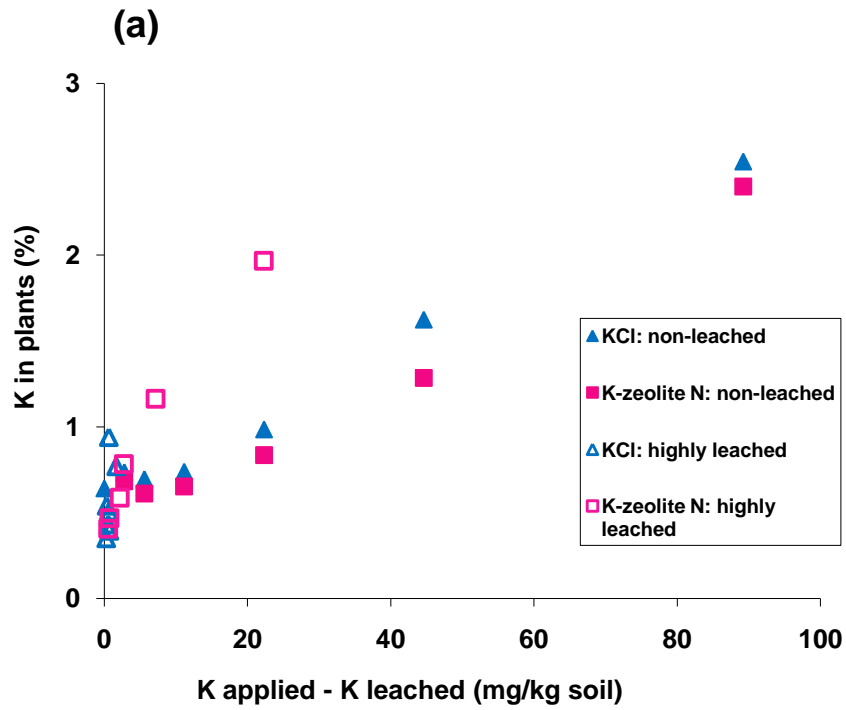 (a)
3
2
1
0
0
20
40
60
80
100
K in plants (%)
K applied - K leached (mg/kg soil)
KCl: non-leached
K-zeolite N: non-leached
KCl: highly leached
K-zeolite N: highly
leached